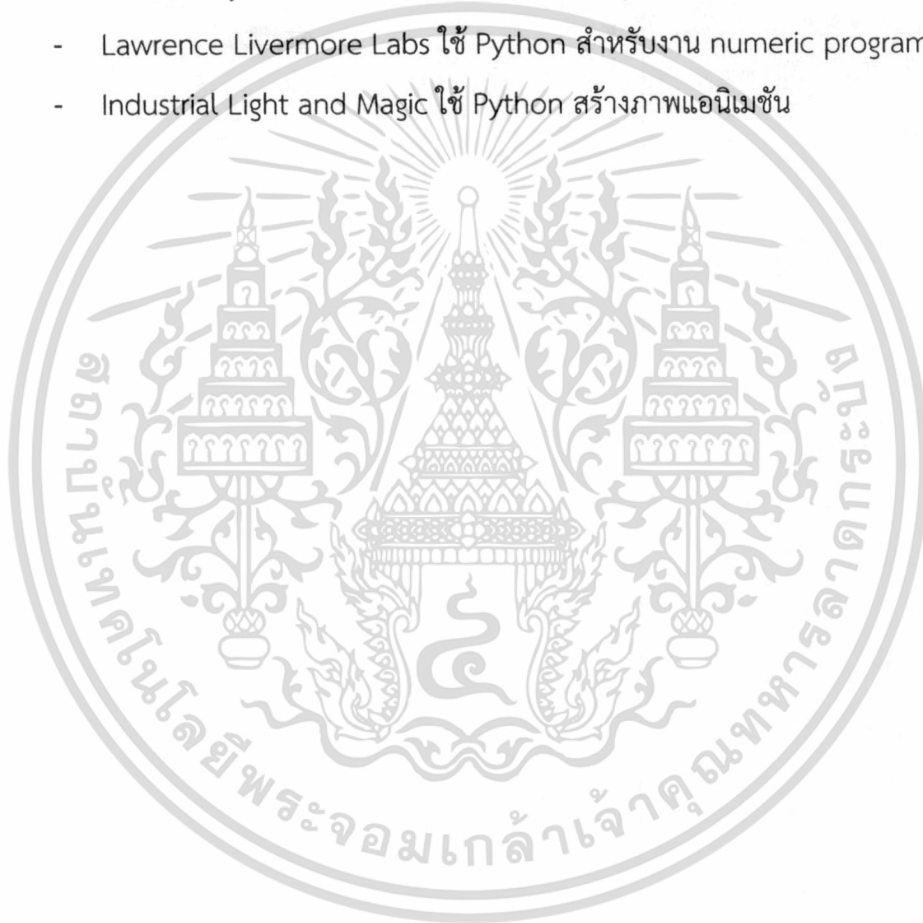 - Lawrence Livermore Labs ใช้ Python สำหรับงาน numeric program
- Industrial Light and Magic ใช้ Python สร้างภาพแอนิเมชัน
สถาบันเทคโนโลยีพระจอมเกล้าเจ้าคุณทหารลาดกระบัง
๔